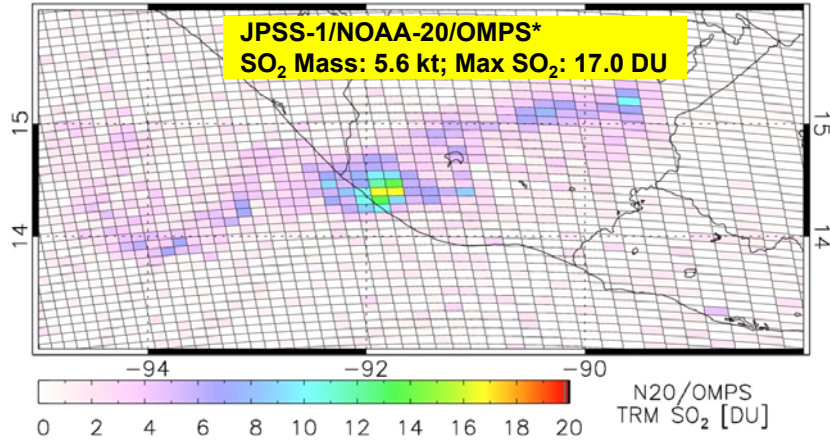 JPSS-1/NOAA-20/OMPS*
SO₂ Mass: 5.6 kt; Max SO₂: 17.0 DU
15 15
14 14
-94 -92 -90
0 2 4 6 8 10 12 14 16 18 20
N20/OMPS
TRM SO₂ [DU]